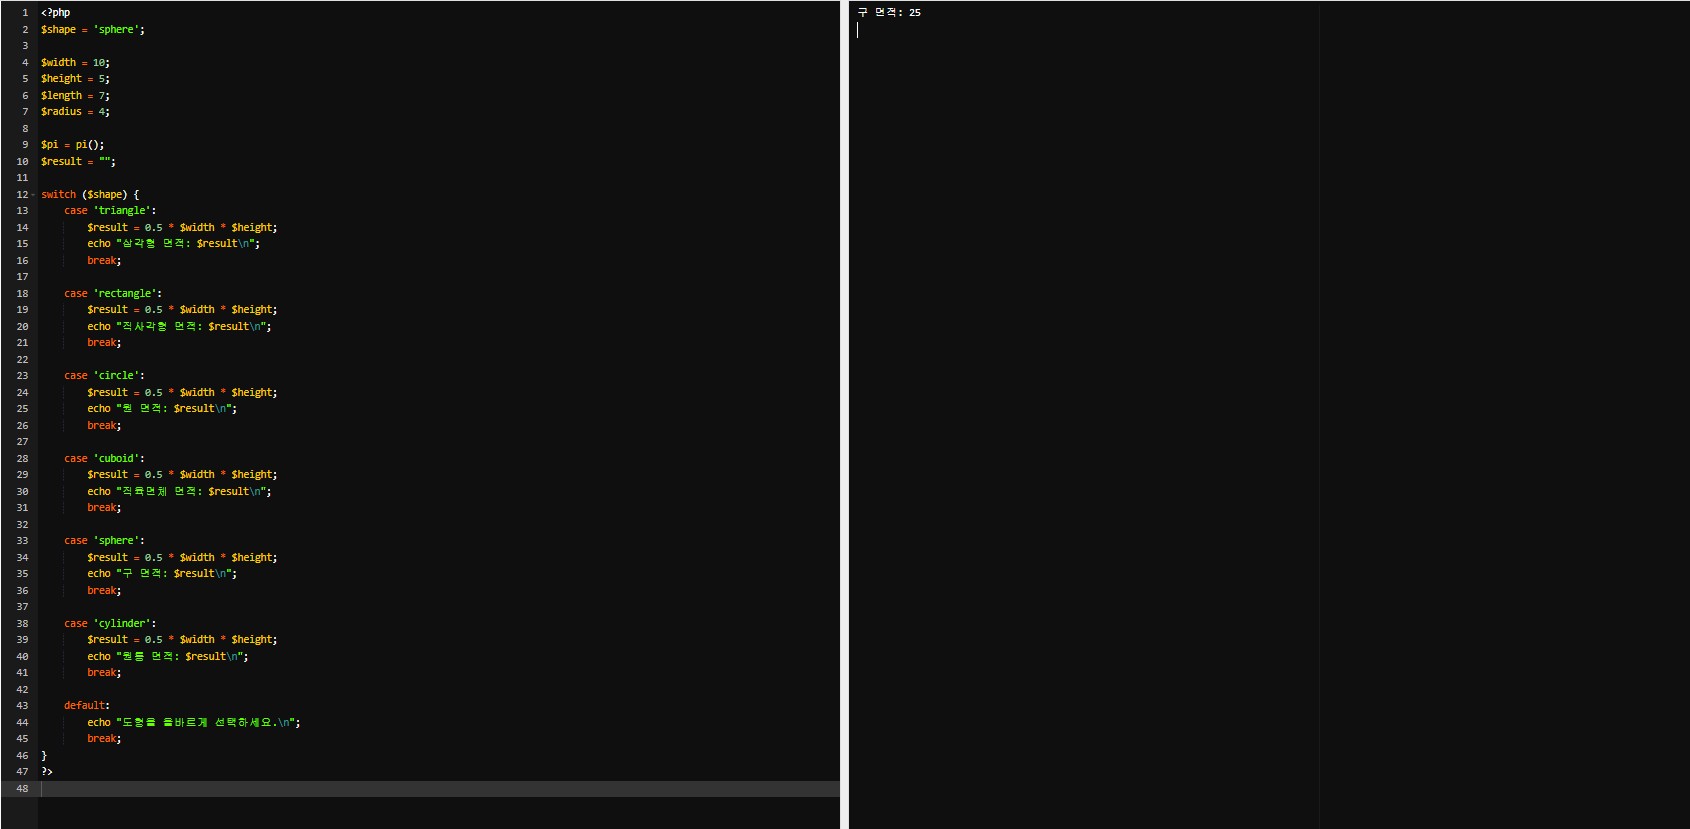 1 <?php
2 $shape = 'sphere';
3
4 $width = 10;
5 $height = 5;
6 $length = 7;
7 $radius = 4;
8
9 $pi = pi();
10 $result = "";
11
12 switch ($shape) {
13 case 'triangle':
14 $result = 0.5 * $width * $height;
15 echo "삼각형 면적: $result\n";
16 break;
17
18 case 'rectangle':
19 $result = 0.5 * $width * $height;
20 echo "직사각형 면적: $result\n";
21 break;
22
23 case 'circle':
24 $result = 0.5 * $width * $height;
25 echo "원 면적: $result\n";
26 break;
27
28 case 'cuboid':
29 $result = 0.5 * $width * $height;
30 echo "직육면체 면적: $result\n";
31 break;
32
33 case 'sphere':
34 $result = 0.5 * $width * $height;
35 echo "구 면적: $result\n";
36 break;
37
38 case 'cylinder':
39 $result = 0.5 * $width * $height;
40 echo "원통 면적: $result\n";
41 break;
42
43 default:
44 echo "도형을 올바르게 선택하세요.\n";
45 break;
46 }
47 ?>
48
구 면적: 25